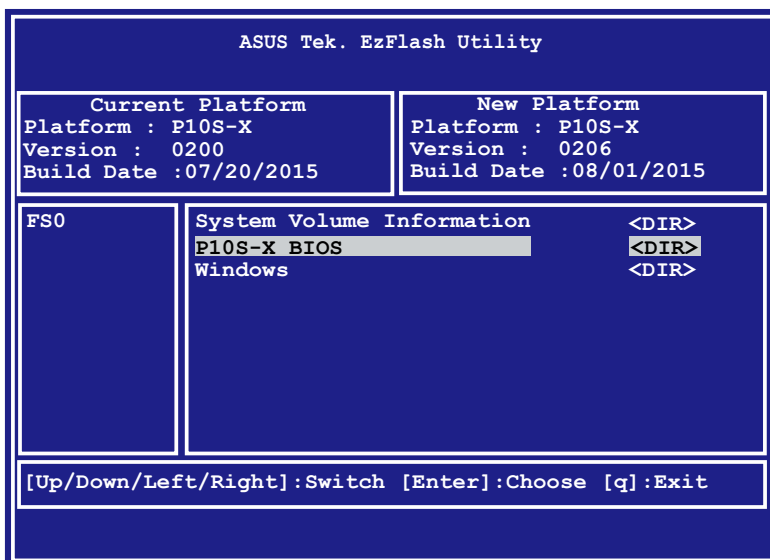 ASUS Tek. EzFlash Utility
Current Platform
Platform : P10S-X
Version : 0200
Build Date :07/20/2015
New Platform
Platform : P10S-X
Version : 0206
Build Date :08/01/2015
FS0
System Volume Information <DIR>
P10S-X BIOS <DIR>
Windows <DIR>
[Up/Down/Left/Right]:Switch [Enter]:Choose [q]:Exit